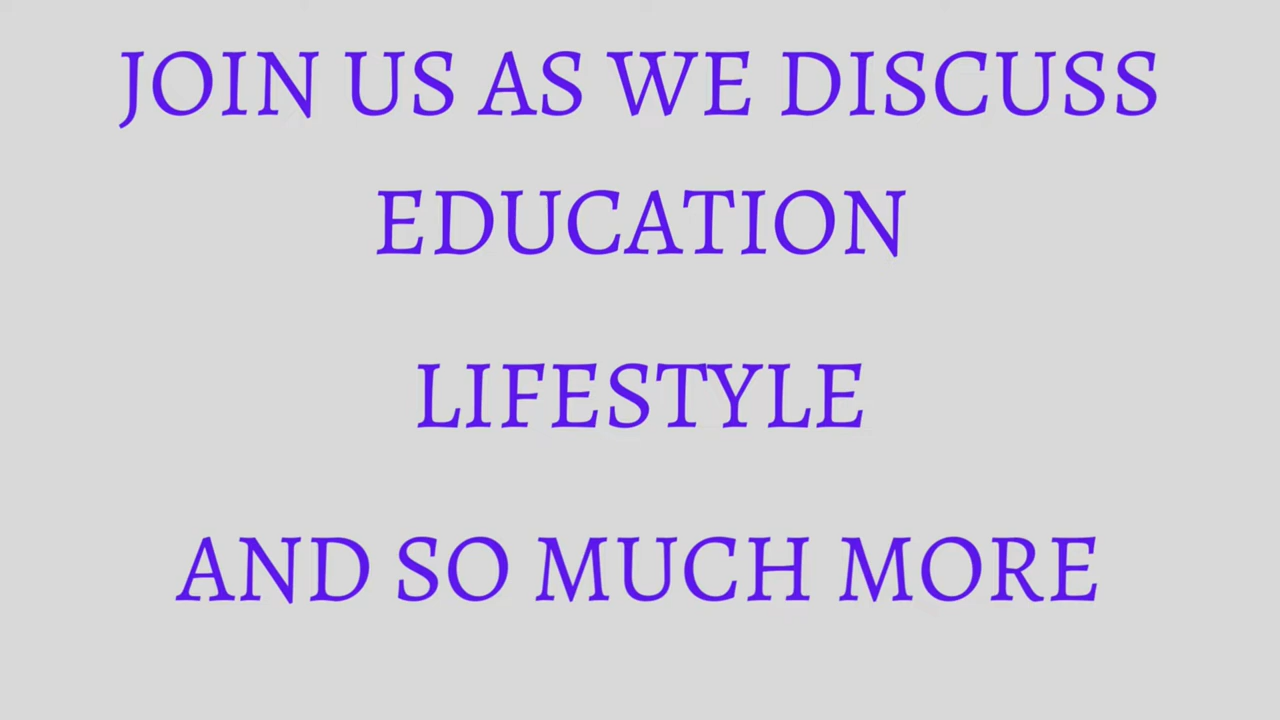 JOIN US AS WE DISCUSS
EDUCATION
LIFESTYLE
AND SO MUCH MORE